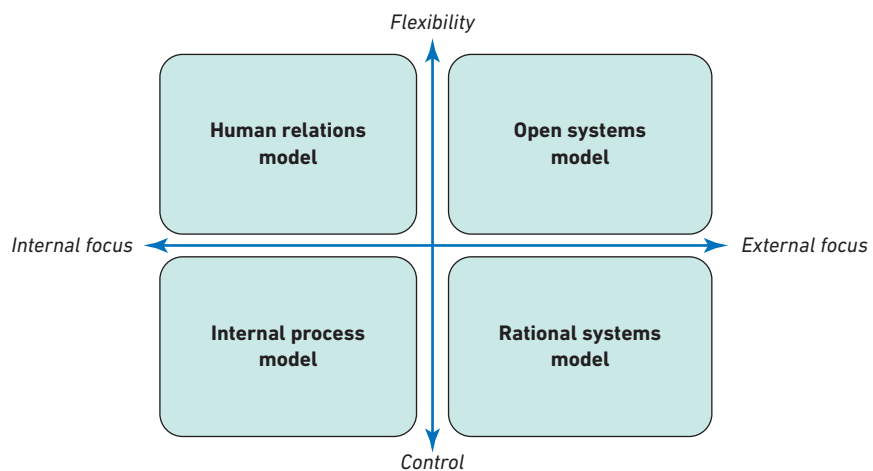 Flexibility
Human relations
model
Open systems
model
Internal focus
External focus
Internal process
model
Rational systems
model
Control